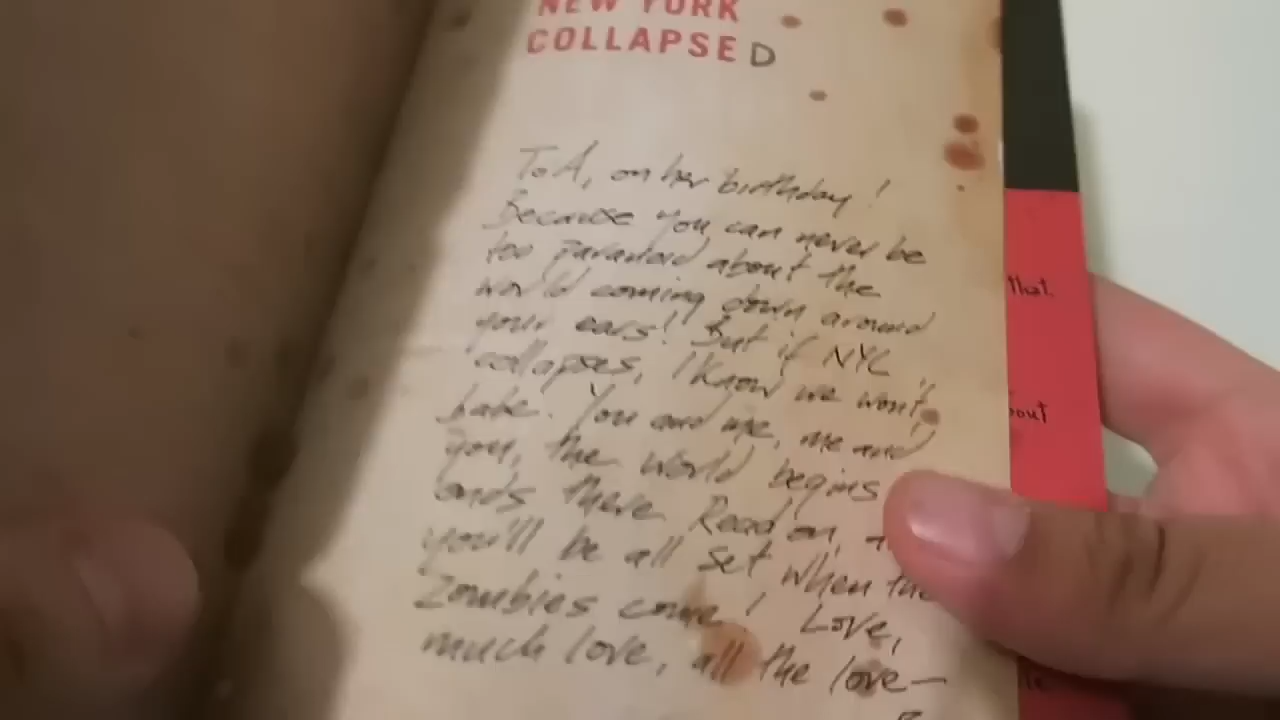 NEW YORK
COLLAPSED
To A, on her birthday!
Because you can never be
too paranoid about the
world coming down around
your ears! But if NYC
collapses, I know we won't,
babe. You and me, me and
you, the world begins
ends there. Read on,
you'll be all set when the
Zombies come! Love,
much love, all the love—
that